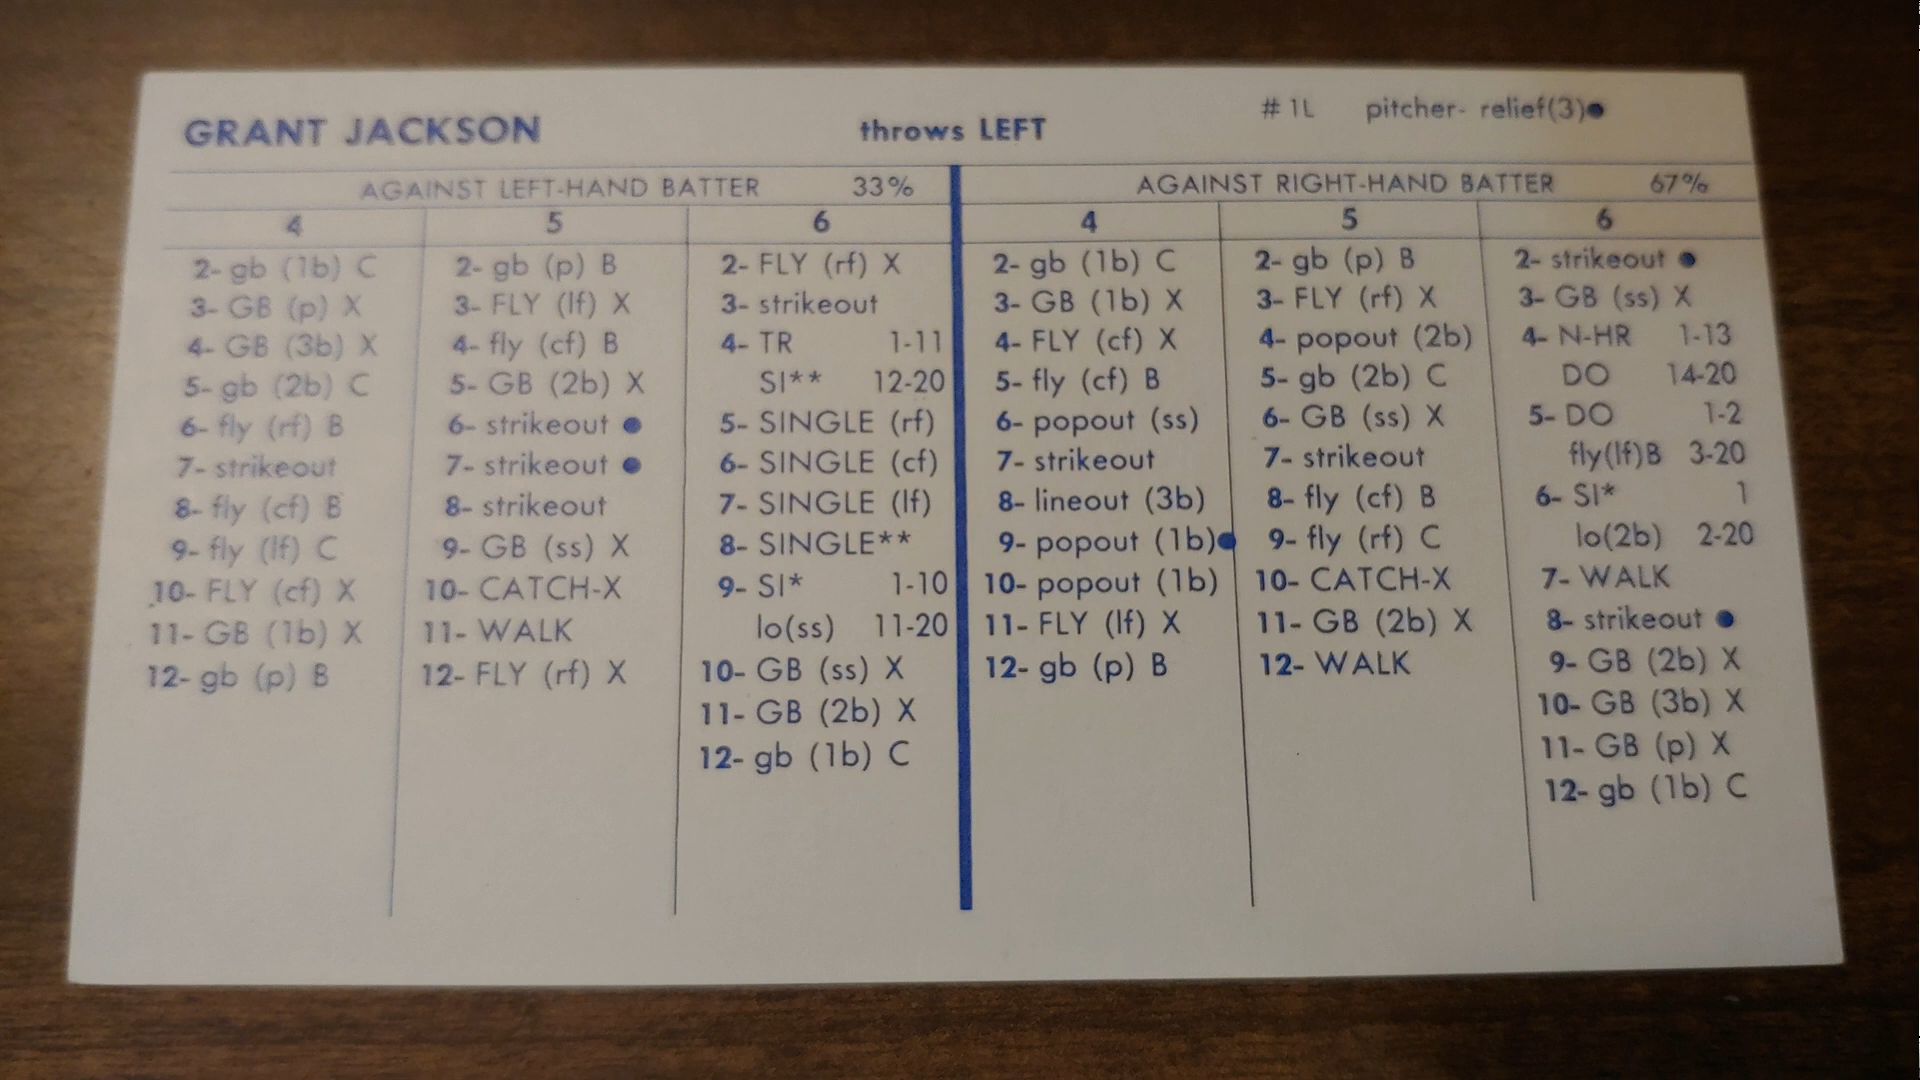 GRANT JACKSON throws LEFT # 1L pitcher- relief(3)●
AGAINST LEFT-HAND BATTER 33%
4
2- gb (1b) C
3- GB (p) X
4- GB (3b) X
5- gb (2b) C
6- fly (rf) B
7- strikeout
8- fly (cf) B
9- fly (lf) C
10- FLY (cf) X
11- GB (1b) X
12- gb (p) B
5
2- gb (p) B
3- FLY (lf) X
4- fly (cf) B
5- GB (2b) X
6- strikeout ●
7- strikeout ●
8- strikeout
9- GB (ss) X
10- CATCH-X
11- WALK
12- FLY (rf) X
6
2- FLY (rf) X
3- strikeout
4- TR 1-11
SI** 12-20
5- SINGLE (rf)
6- SINGLE (cf)
7- SINGLE (lf)
8- SINGLE**
9- SI* 1-10
lo(ss) 11-20
10- GB (ss) X
11- GB (2b) X
12- gb (1b) C
AGAINST RIGHT-HAND BATTER 67%
4
2- gb (1b) C
3- GB (1b) X
4- FLY (cf) X
5- fly (cf) B
6- popout (ss)
7- strikeout
8- lineout (3b)
9- popout (1b)●
10- popout (1b)
11- FLY (lf) X
12- gb (p) B
5
2- gb (p) B
3- FLY (rf) X
4- popout (2b)
5- gb (2b) C
6- GB (ss) X
7- strikeout
8- fly (cf) B
9- fly (rf) C
10- CATCH-X
11- GB (2b) X
12- WALK
6
2- strikeout ●
3- GB (ss) X
4- N-HR 1-13
DO 14-20
5- DO 1-2
fly(lf)B 3-20
6- SI* 1
lo(2b) 2-20
7- WALK
8- strikeout ●
9- GB (2b) X
10- GB (3b) X
11- GB (p) X
12- gb (1b) C